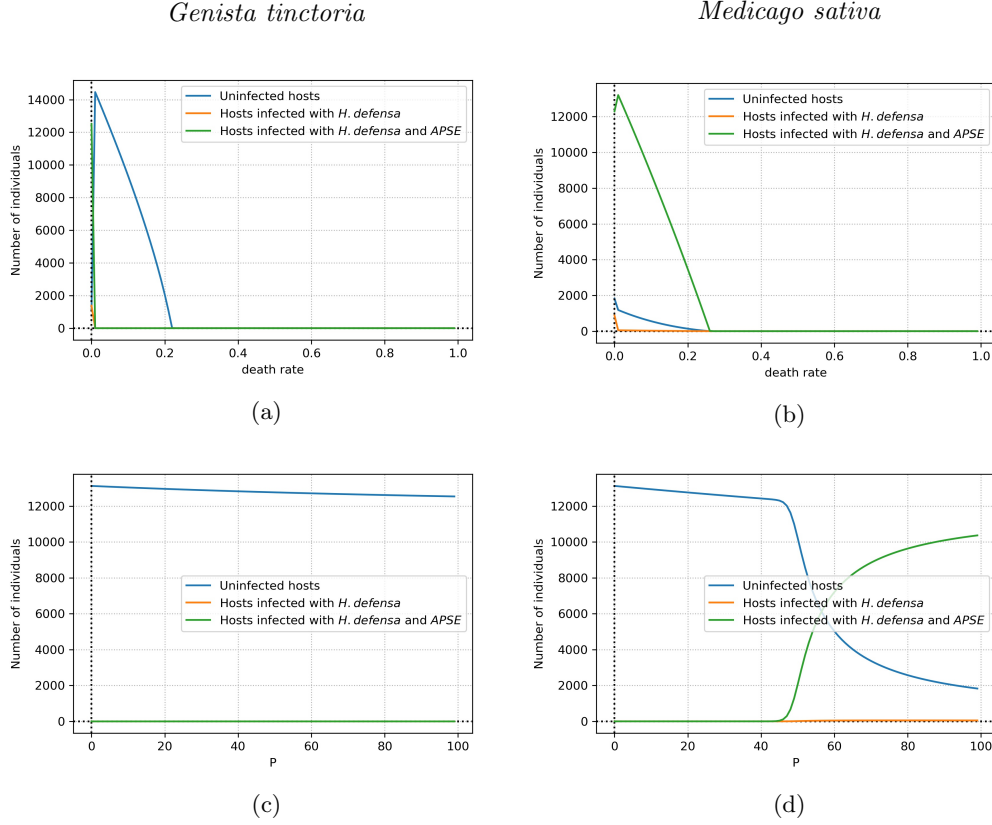 Genista tinctoria
Medicago sativa
Number of individuals
14000
12000
10000
8000
6000
4000
2000
0
0.0 0.2 0.4 0.6 0.8 1.0
death rate
Uninfected hosts
Hosts infected with H. defensa
Hosts infected with H. defensa and APSE
(a)
Number of individuals
12000
10000
8000
6000
4000
2000
0
0.0 0.2 0.4 0.6 0.8 1.0
death rate
Uninfected hosts
Hosts infected with H. defensa
Hosts infected with H. defensa and APSE
(b)
Number of individuals
12000
10000
8000
6000
4000
2000
0
0 20 40 60 80 100
P
Uninfected hosts
Hosts infected with H. defensa
Hosts infected with H. defensa and APSE
(c)
Number of individuals
12000
10000
8000
6000
4000
2000
0
0 20 40 60 80 100
P
Uninfected hosts
Hosts infected with H. defensa
Hosts infected with H. defensa and APSE
(d)